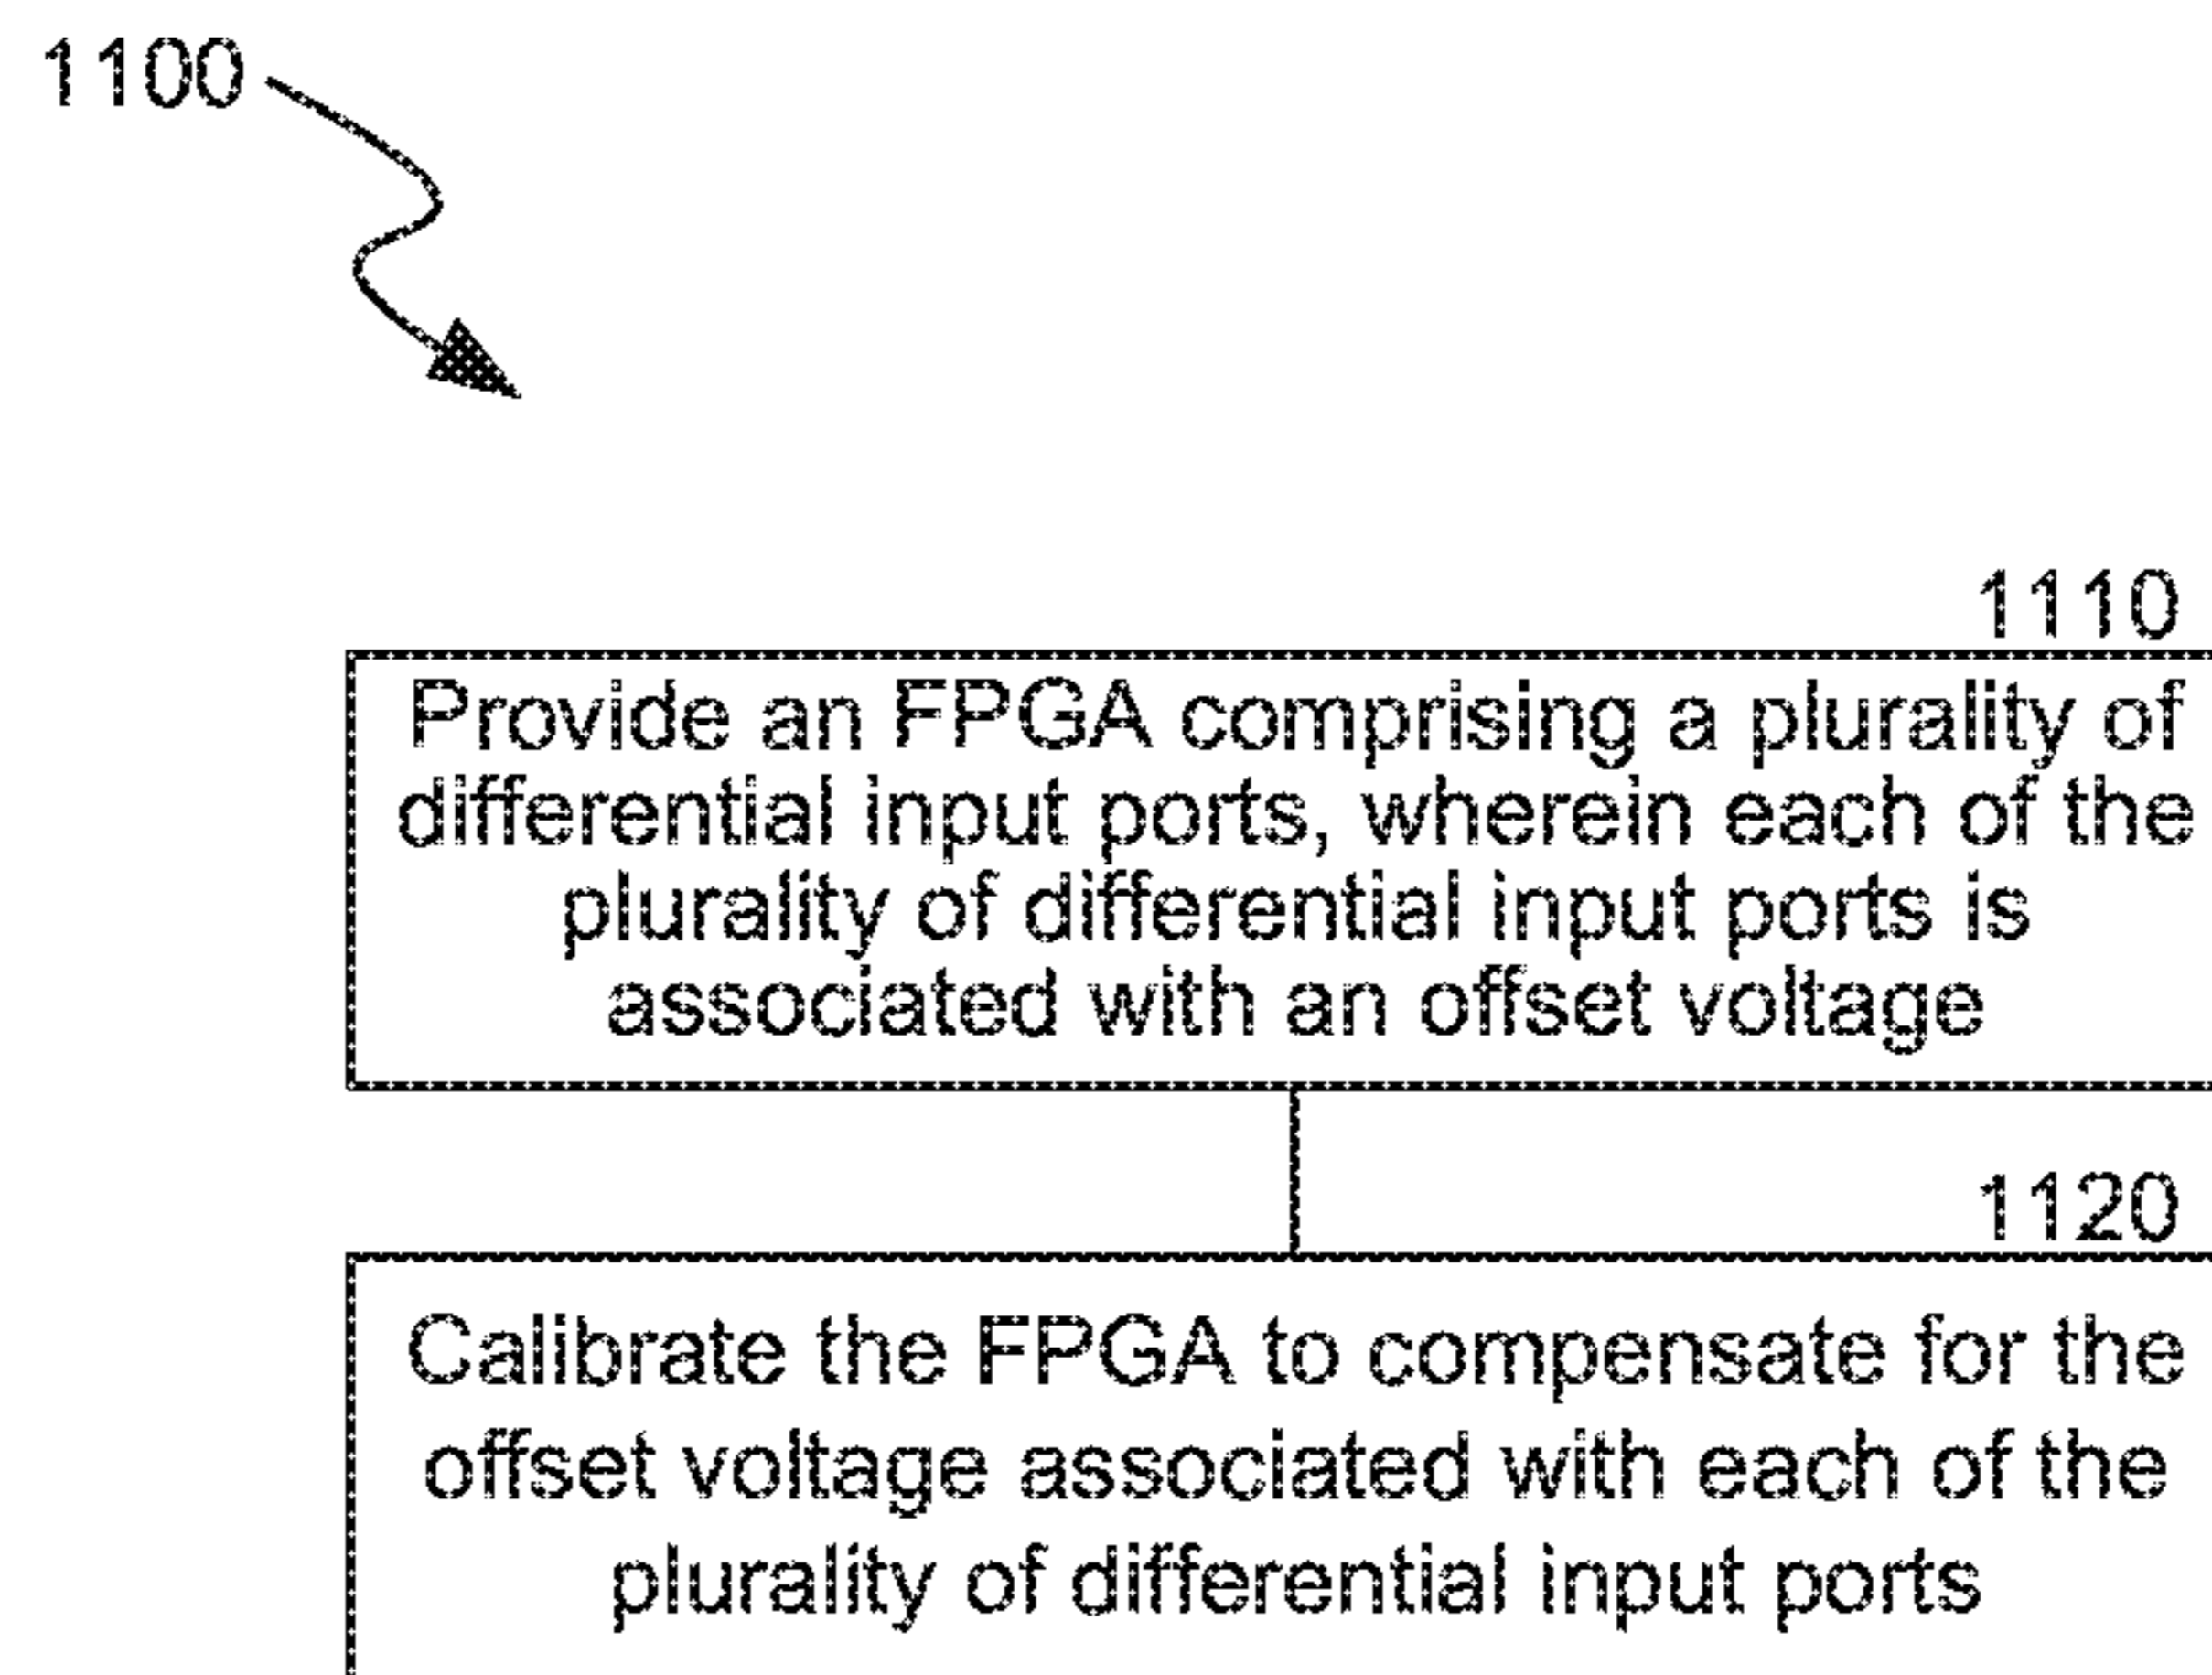 1100
1110
Provide an FPGA comprising a plurality of
differential input ports, wherein each of the
plurality of differential input ports is
associated with an offset voltage
1120
Calibrate the FPGA to compensate for the
offset voltage associated with each of the
plurality of differential input ports